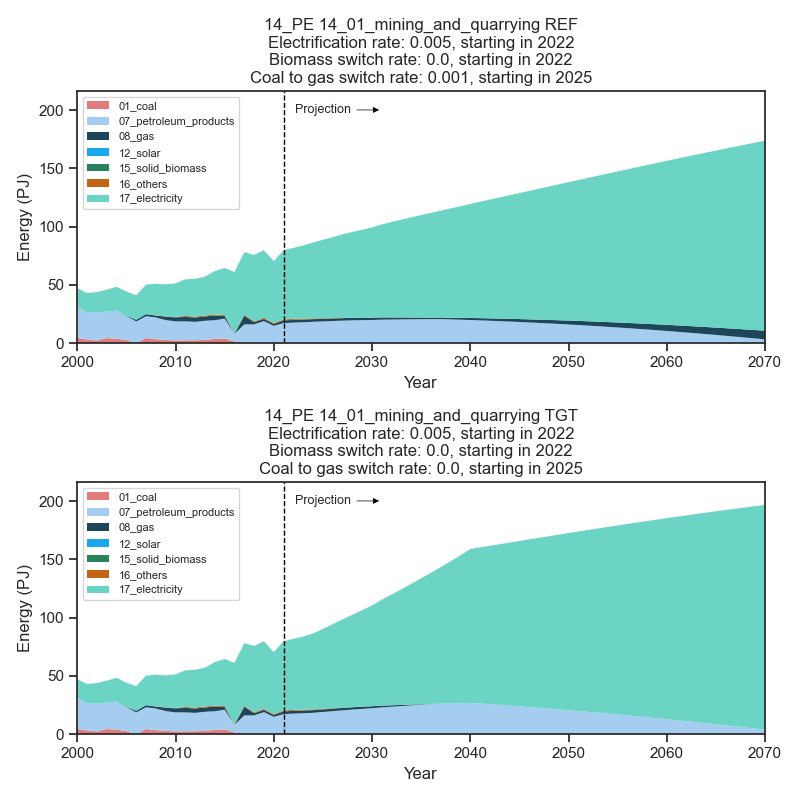 14_PE 14_01_mining_and_quarrying REF
Electrification rate: 0.005, starting in 2022
Biomass switch rate: 0.0, starting in 2022
Coal to gas switch rate: 0.001, starting in 2025
Energy (PJ)
200
150
100
50
0
01_coal
07_petroleum_products
08_gas
12_solar
15_solid_biomass
16_others
17_electricity
Projection
2000 2010 2020 2030 2040 2050 2060 2070
Year
14_PE 14_01_mining_and_quarrying TGT
Electrification rate: 0.005, starting in 2022
Biomass switch rate: 0.0, starting in 2022
Coal to gas switch rate: 0.0, starting in 2025
Energy (PJ)
200
150
100
50
0
01_coal
07_petroleum_products
08_gas
12_solar
15_solid_biomass
16_others
17_electricity
Projection
2000 2010 2020 2030 2040 2050 2060 2070
Year